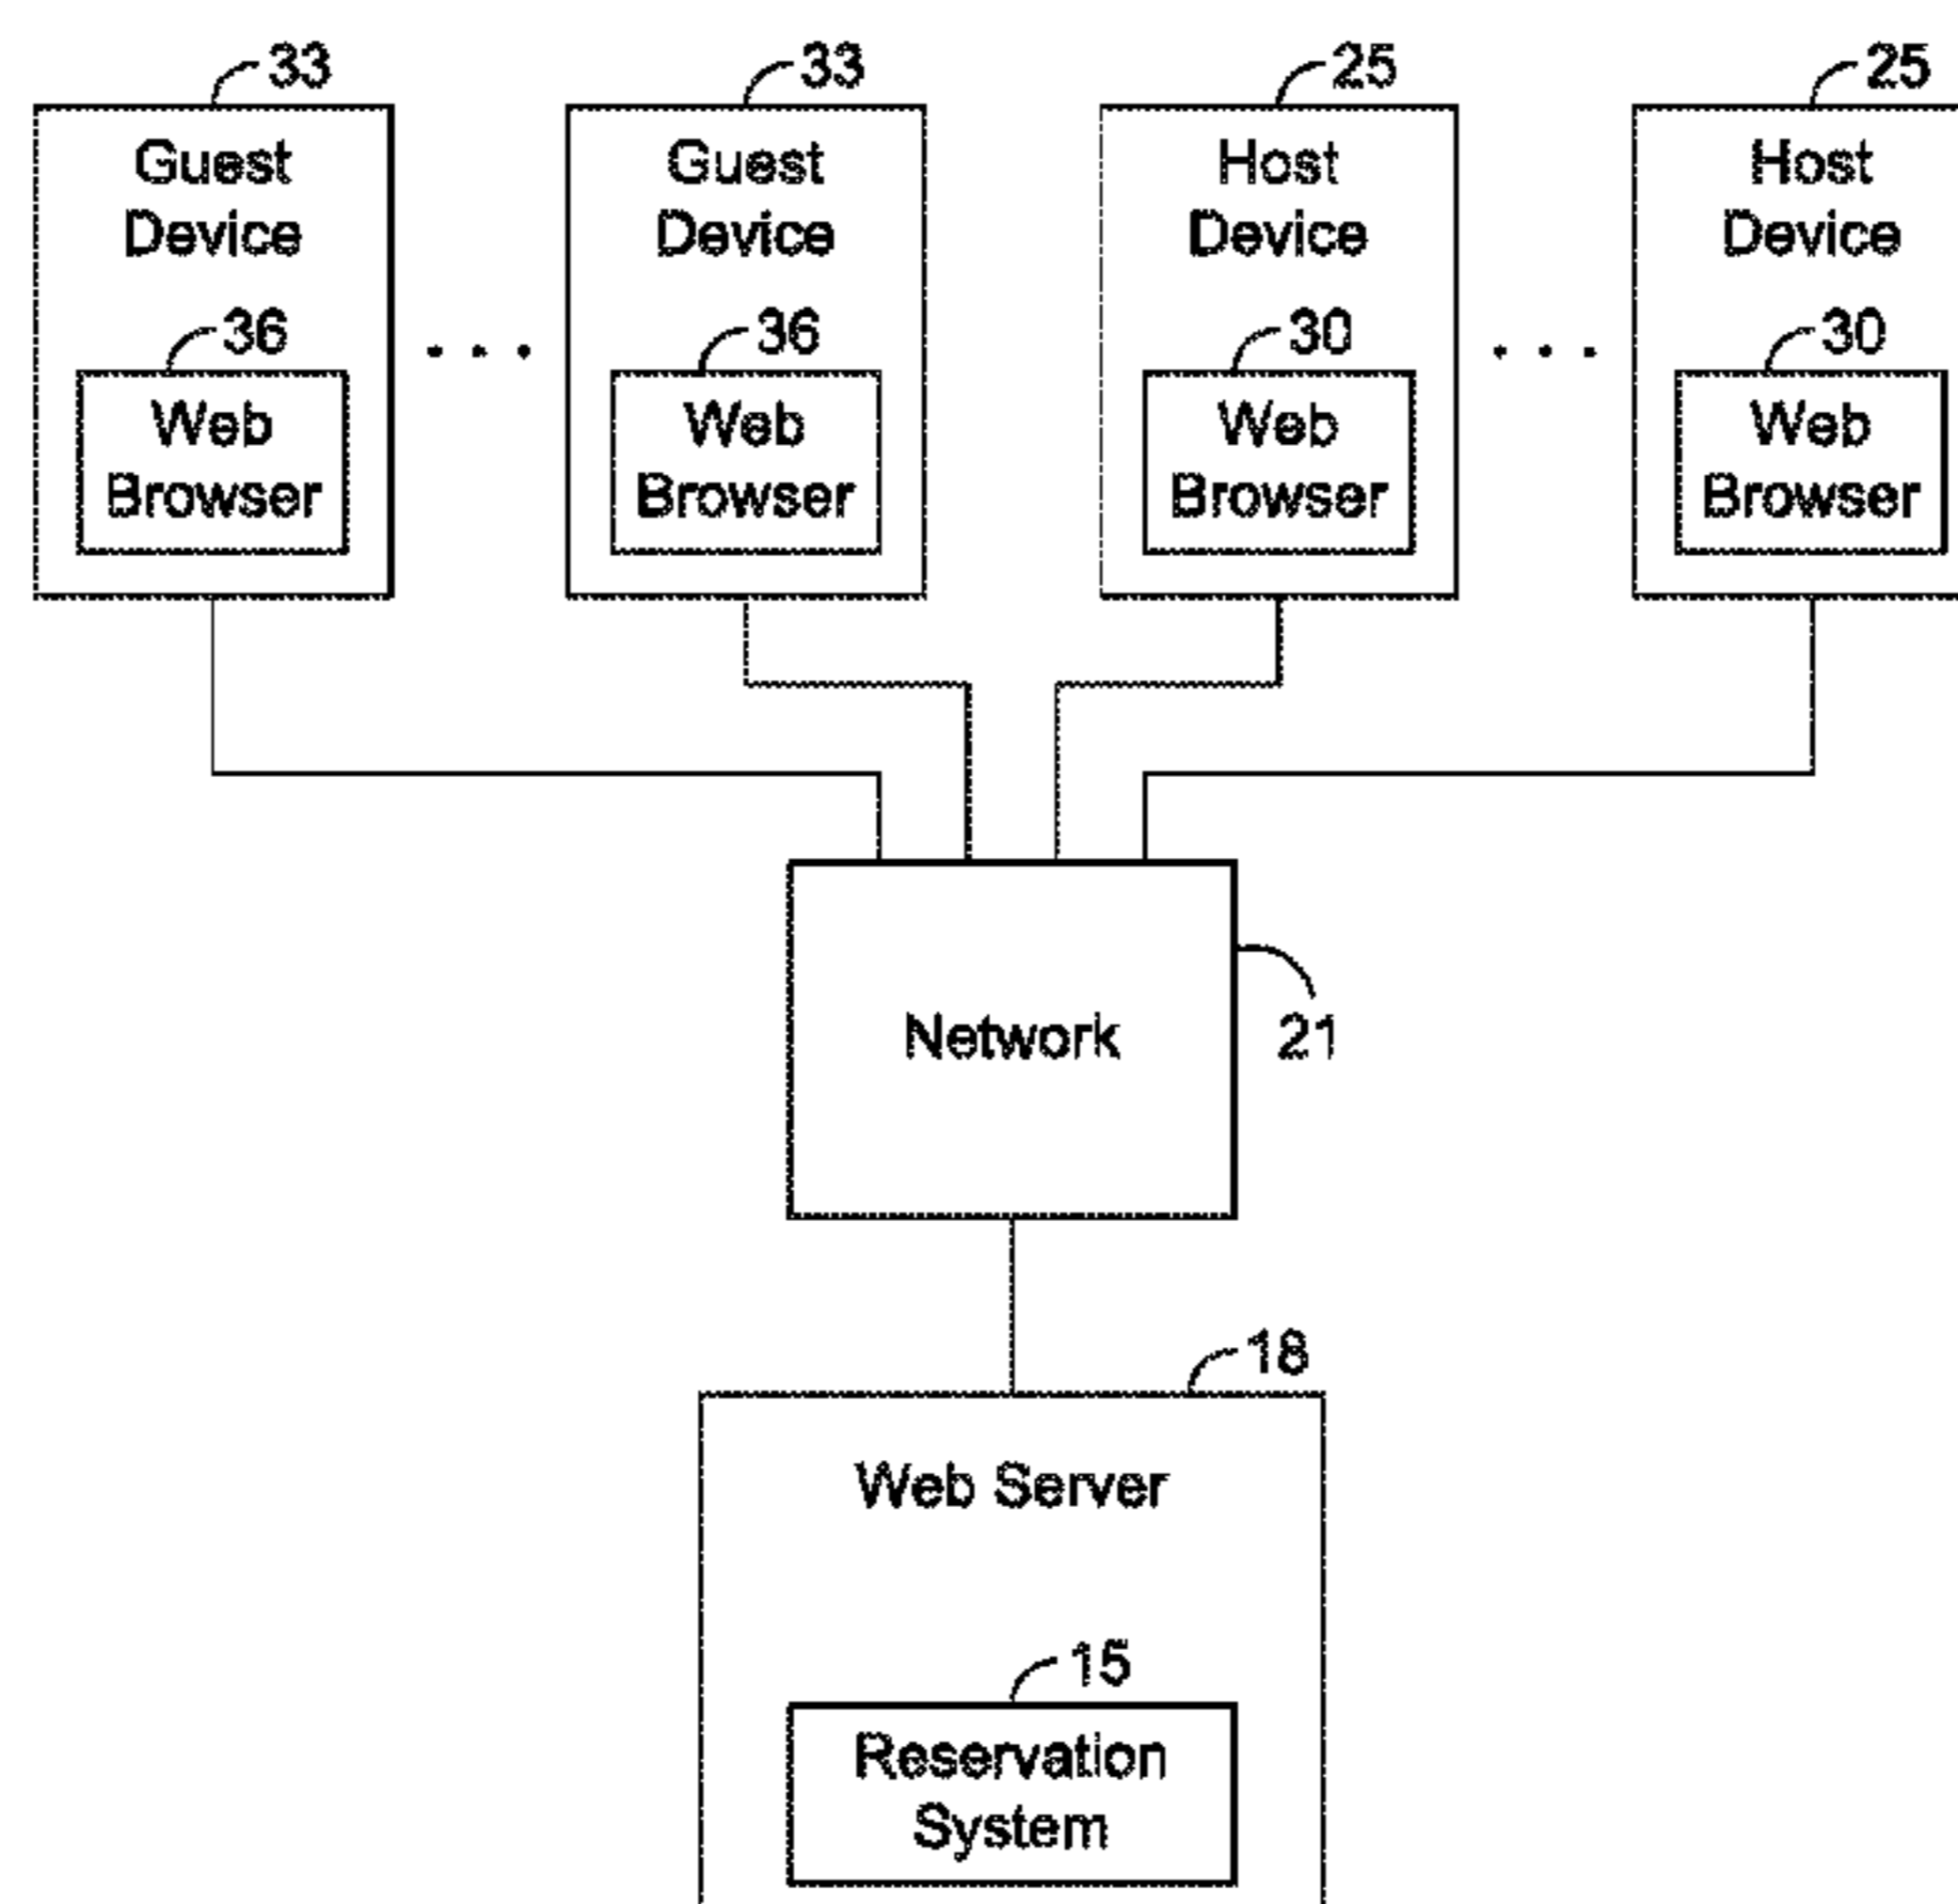 33 33 25 25
Guest Guest Host Host
Device Device Device Device
36 36 30 30
. . . . . .
Web Web Web Web
Browser Browser Browser Browser
Network
21
18
Web Server
15
Reservation
System